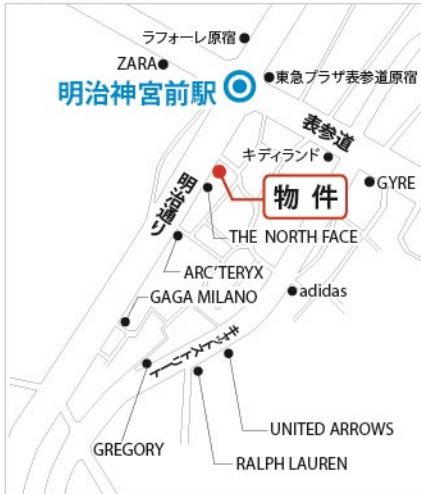 ラフォーレ原宿
ZARA
東急プラザ表参道原宿
明治神宮前駅
表参道
キディランド
GYRE
物件
明治通り
THE NORTH FACE
ARC'TERYX
adidas
GAGA MILANO
キャットストリート
UNITED ARROWS
GREGORY
RALPH LAUREN